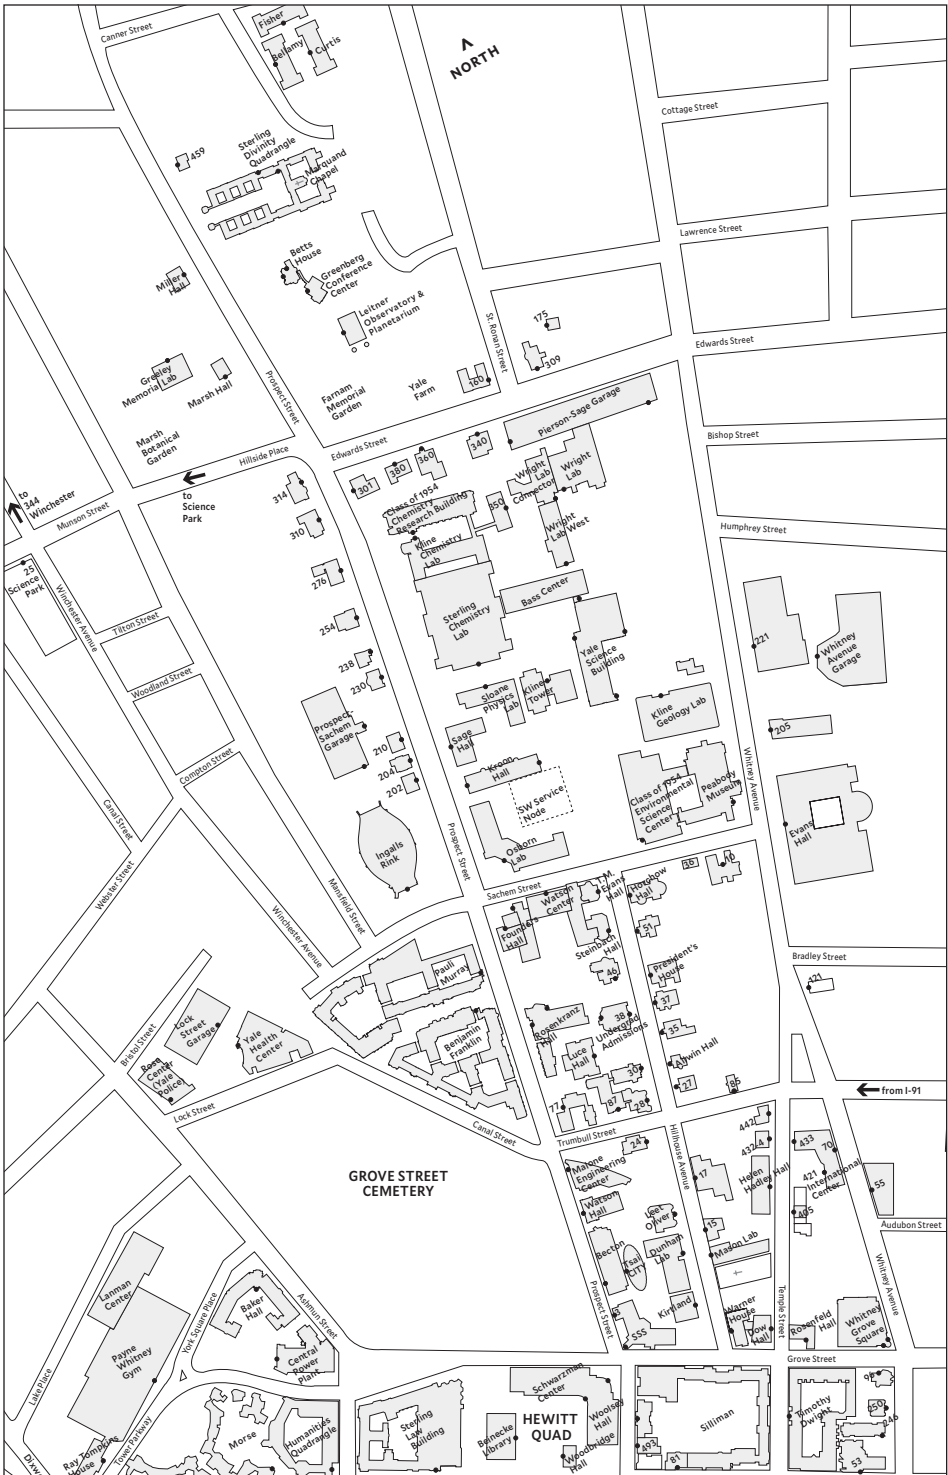 Canner Street
Fisher
Bellamy
Curtis
NORTH
Cottage Street
459
Sterling
Divinity
Quadrangle
Marquand
Chapel
Lawrence Street
Betts
House
Greenberg
Conference
Center
Miller
Hall
Leitner
Observatory &
Planetarium
175
St. Ronan Street
309
Edwards Street
Greeley
Memorial Lab
Marsh Hall
Prospect Street
Farnam
Memorial
Garden
Yale
Farm
160
Pierson-Sage Garage
Marsh
Botanical
Garden
Edwards Street
Bishop Street
Hillside Place
to
Science
Park
to
344
Winchester
Munson Street
314
301
380
360
340
Wright
Lab
Connector
Wright
Lab
Class of 1954
Chemistry
Research Building
350
310
Kline
Chemistry
Lab
Wright
Lab West
Humphrey Street
25
Science
Park
Winchester Avenue
276
Bass Center
Tilton Street
254
Sterling
Chemistry
Lab
Yale
Science
Building
221
Whitney
Avenue
Garage
Woodland Street
238
230
Sloane
Physics
Lab
Kline
Tower
Kline
Geology Lab
205
Prospect-
Sachem
Garage
210
Sage
Hall
Compton Street
204
202
Kroon
Hall
SW Service
Node
Class of 1954
Environmental
Science
Center
Peabody
Museum
Whitney Avenue
Canal Street
Evans
Hall
Ingalls
Rink
Prospect Street
Osborn
Lab
Webster Street
Mansfield Street
Sachem Street
36
10
Winchester Avenue
Watson
Center
T.M.
Evans
Hall
Horchow
Hall
Founders
Hall
51
Steinbach
Hall
Bradley Street
Pauli
Murray
46
President's
House
121
37
Lock
Street
Garage
Rosenkranz
Hall
38
Undergrad
Admissions
35
Bristol Street
Yale
Health
Center
Benjamin
Franklin
Luce
Hall
Rose
Center
(Yale
Police)
30
27
85
from I-91
Lock Street
77
87
28
Canal Street
Trumbull Street
24
Hillhouse Avenue
442
432-4
433
70
GROVE STREET
CEMETERY
Malone
Engineering
Center
17
Helen
Hadley Hall
421
International
Center
55
Watson
Hall
Leet
Oliver
15
405
Audubon Street
Becton
Tsai
CITY
Dunham
Lab
Mason Lab
Lanman
Center
Prospect Street
Kirtland
Warner
House
Dow
Hall
Temple Street
Rosenfeld
Hall
Whitney
Grove
Square
Whitney Avenue
York Square Place
Baker
Hall
Ashmun Street
SSS
Payne
Whitney
Gym
Central
Power
Plant
Grove Street
Lake Place
Schwarzman
Center
Timothy
Dwight
Tower Parkway
Morse
Humanities
Quadrangle
Sterling
Law
Building
Beinecke
Library
HEWITT
QUAD
Woolsey
Hall
Woodbridge
Hall
Silliman
250
246
493
81
53
Ray Tompkins
House
Dixw